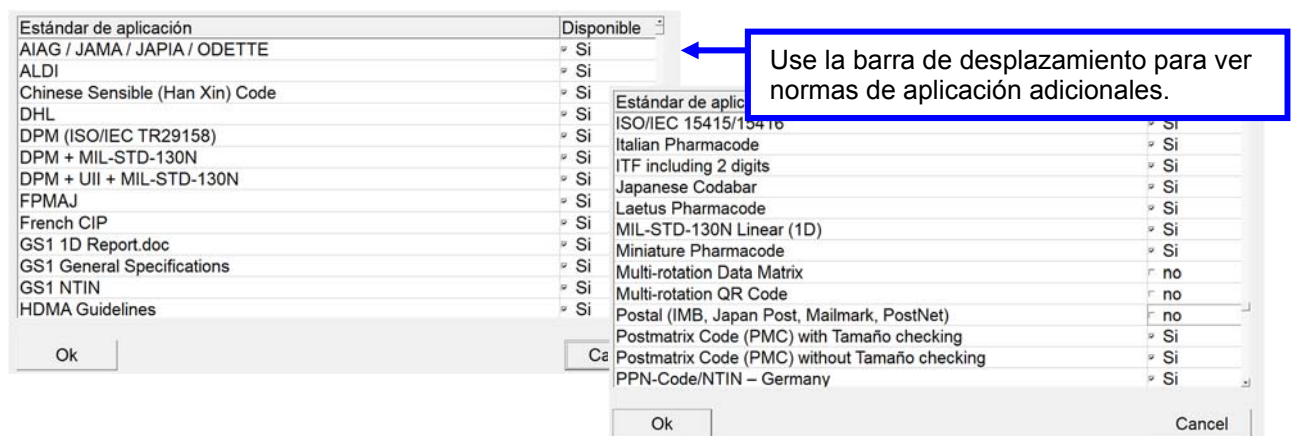 Estándar de aplicación Disponible
AIAG / JAMA / JAPIA / ODETTE Si
ALDI Si
Chinese Sensible (Han Xin) Code Si
DHL Si
DPM (ISO/IEC TR29158) Si
DPM + MIL-STD-130N Si
DPM + UII + MIL-STD-130N Si
FPMAJ Si
French CIP Si
GS1 1D Report.doc Si
GS1 General Specifications Si
GS1 NTIN Si
HDMA Guidelines Si
Ok Ca
Use la barra de desplazamiento para ver
normas de aplicación adicionales.
Estándar de aplic
ISO/IEC 15415/15416 Si
Italian Pharmacode Si
ITF including 2 digits Si
Japanese Codabar Si
Laetus Pharmacode Si
MIL-STD-130N Linear (1D) Si
Miniature Pharmacode Si
Multi-rotation Data Matrix no
Multi-rotation QR Code no
Postal (IMB, Japan Post, Mailmark, PostNet) no
Postmatrix Code (PMC) with Tamaño checking Si
Postmatrix Code (PMC) without Tamaño checking Si
PPN-Code/NTIN – Germany Si
Ok Cancel